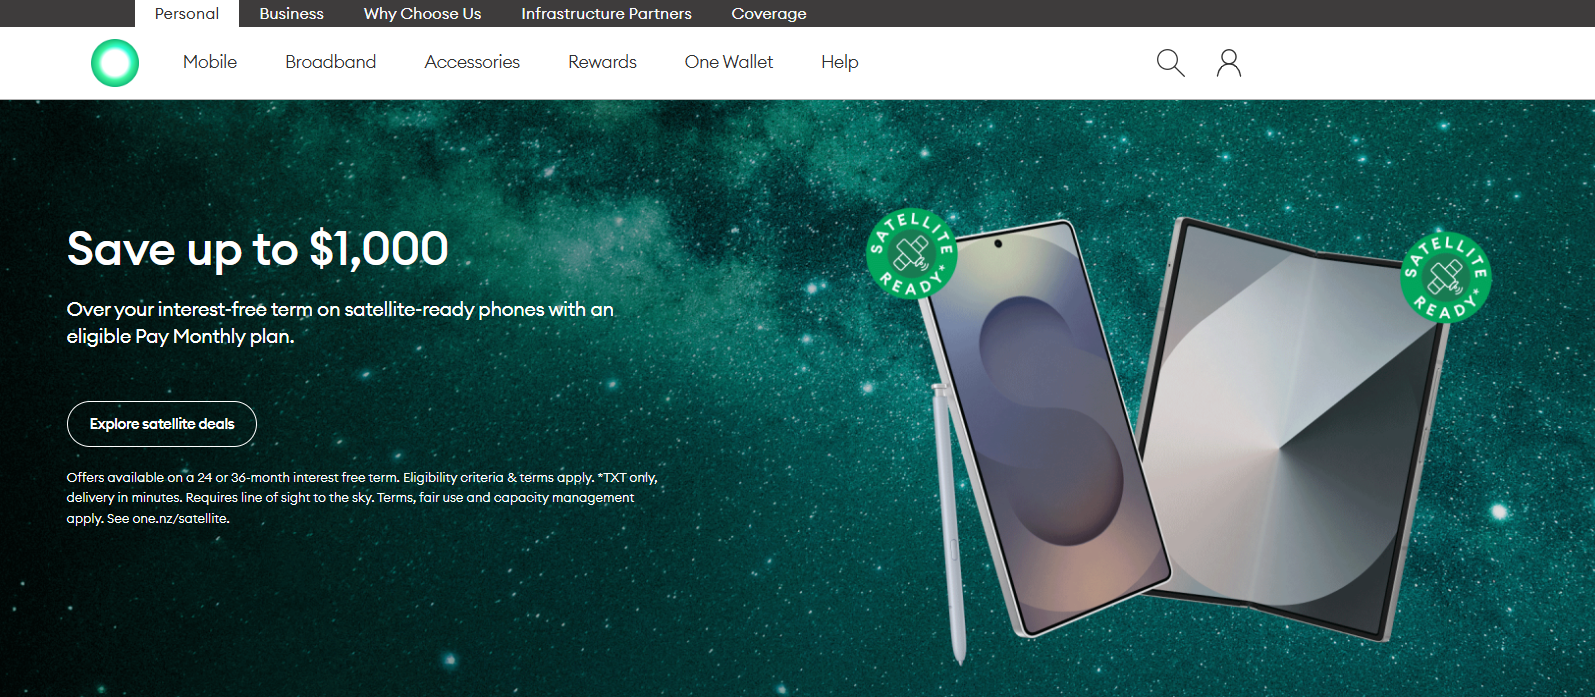 Personal Business Why Choose Us Infrastructure Partners Coverage
Mobile Broadband Accessories Rewards One Wallet Help
Save up to $1,000
Over your interest-free term on satellite-ready phones with an
eligible Pay Monthly plan.
Explore satellite deals
Offers available on a 24 or 36-month interest free term. Eligibility criteria & terms apply. *TXT only,
delivery in minutes. Requires line of sight to the sky. Terms, fair use and capacity management
apply. See one.nz/satellite.
SATELLITE READY*
SATELLITE READY*